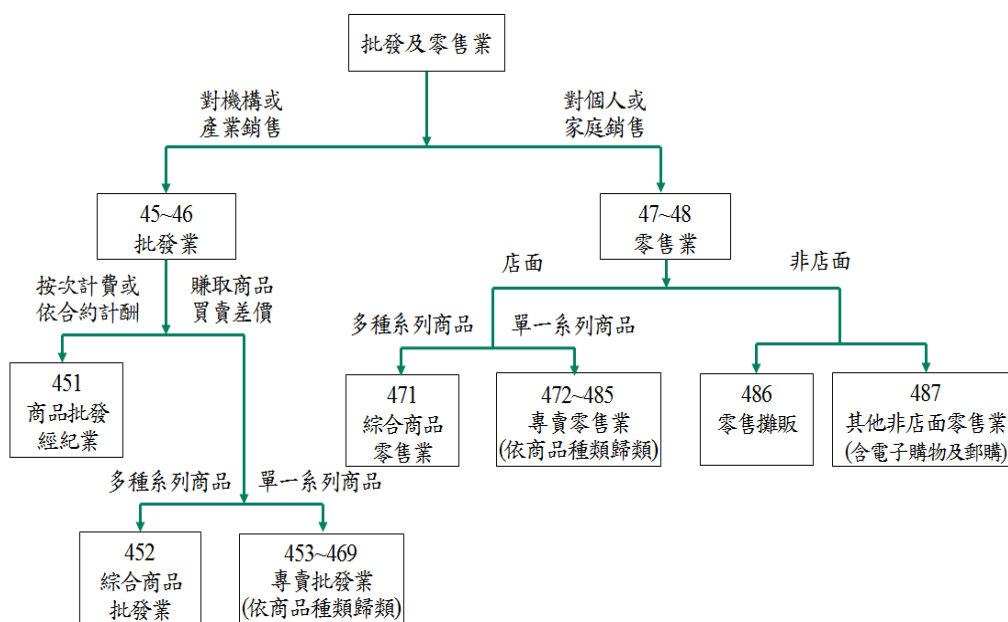 批發及零售業
對機構或
產業銷售
對個人或
家庭銷售
45~46
批發業
47~48
零售業
按次計費或
依合約計酬
賺取商品
買賣差價
店面
非店面
多種系列商品
單一系列商品
451
商品批發
經紀業
471
綜合商品
零售業
472~485
專賣零售業
(依商品種類歸類)
486
零售攤販
487
其他非店面零售業
(含電子購物及郵購)
多種系列商品
單一系列商品
452
綜合商品
批發業
453~469
專賣批發業
(依商品種類歸類)